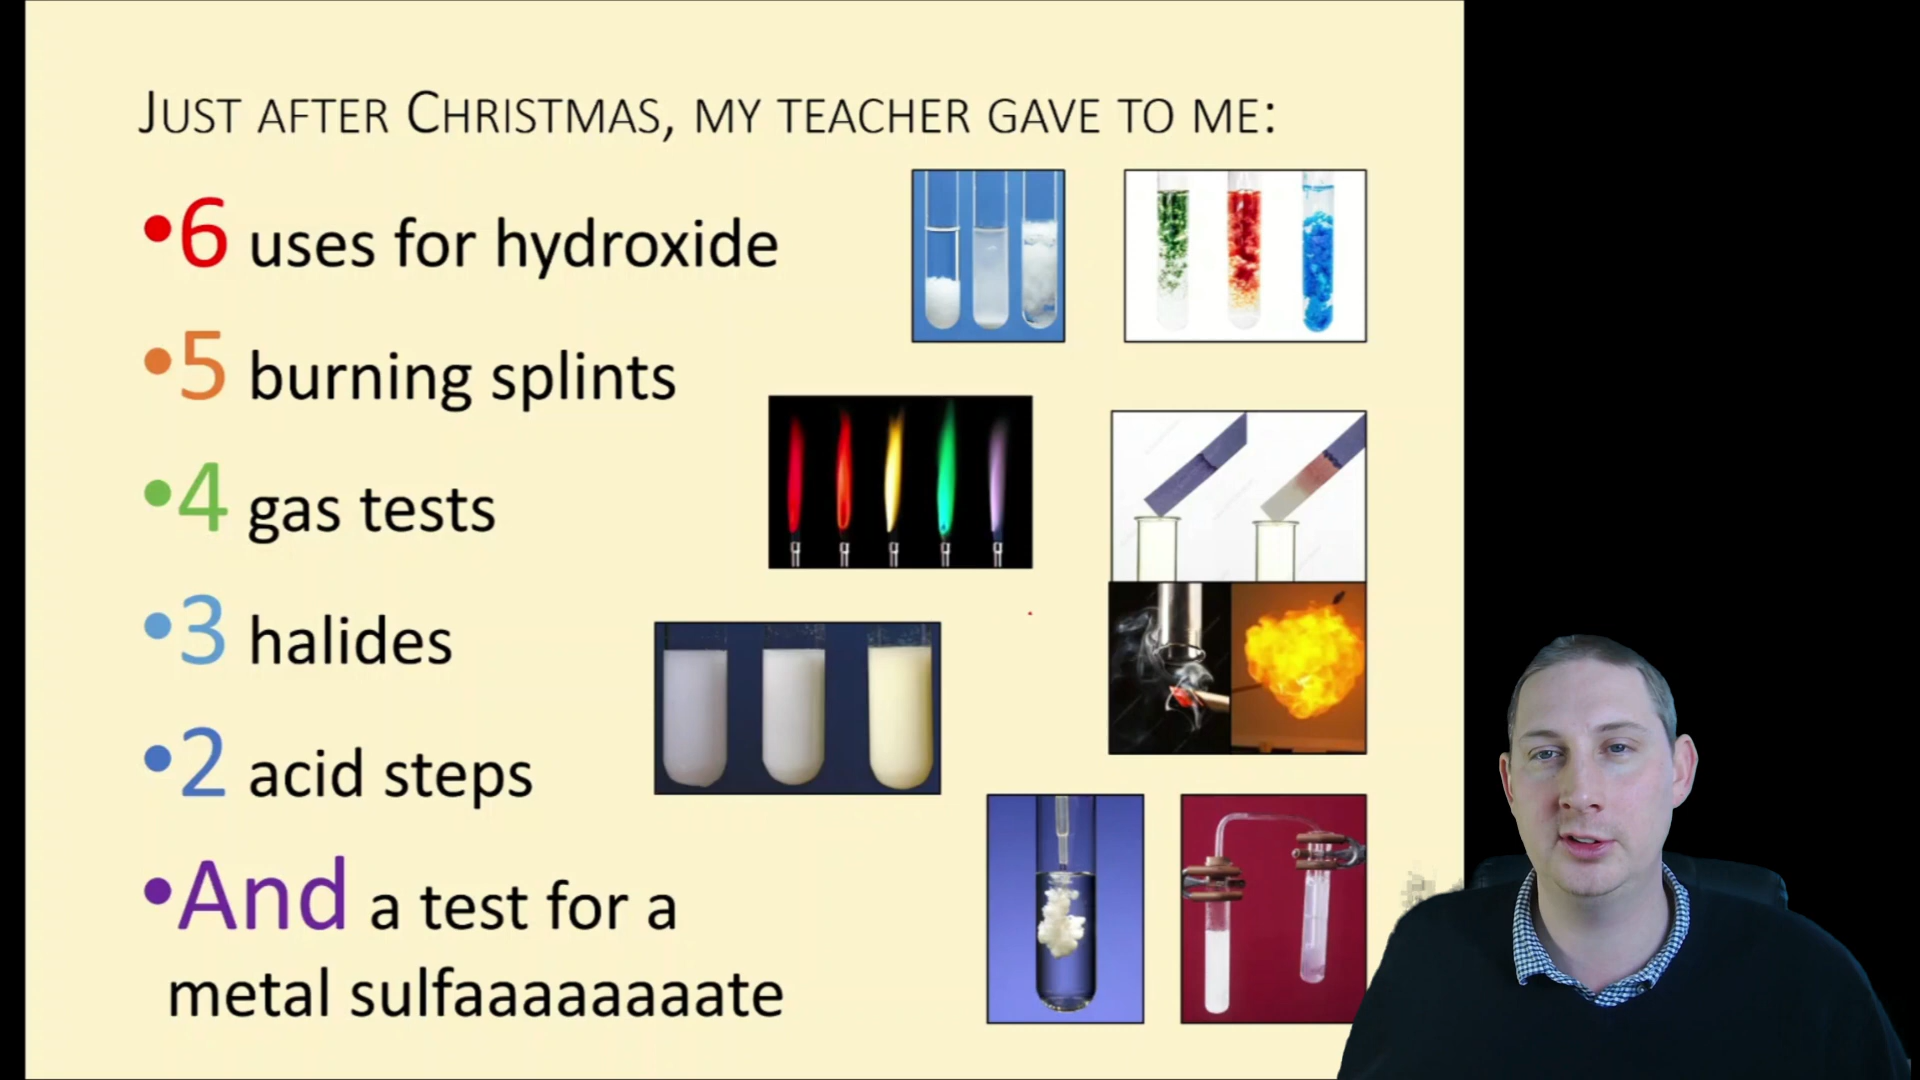 JUST AFTER CHRISTMAS, MY TEACHER GAVE TO ME:
•6 uses for hydroxide
•5 burning splints
•4 gas tests
•3 halides
•2 acid steps
•And a test for a
metal sulfaaaaaaaate